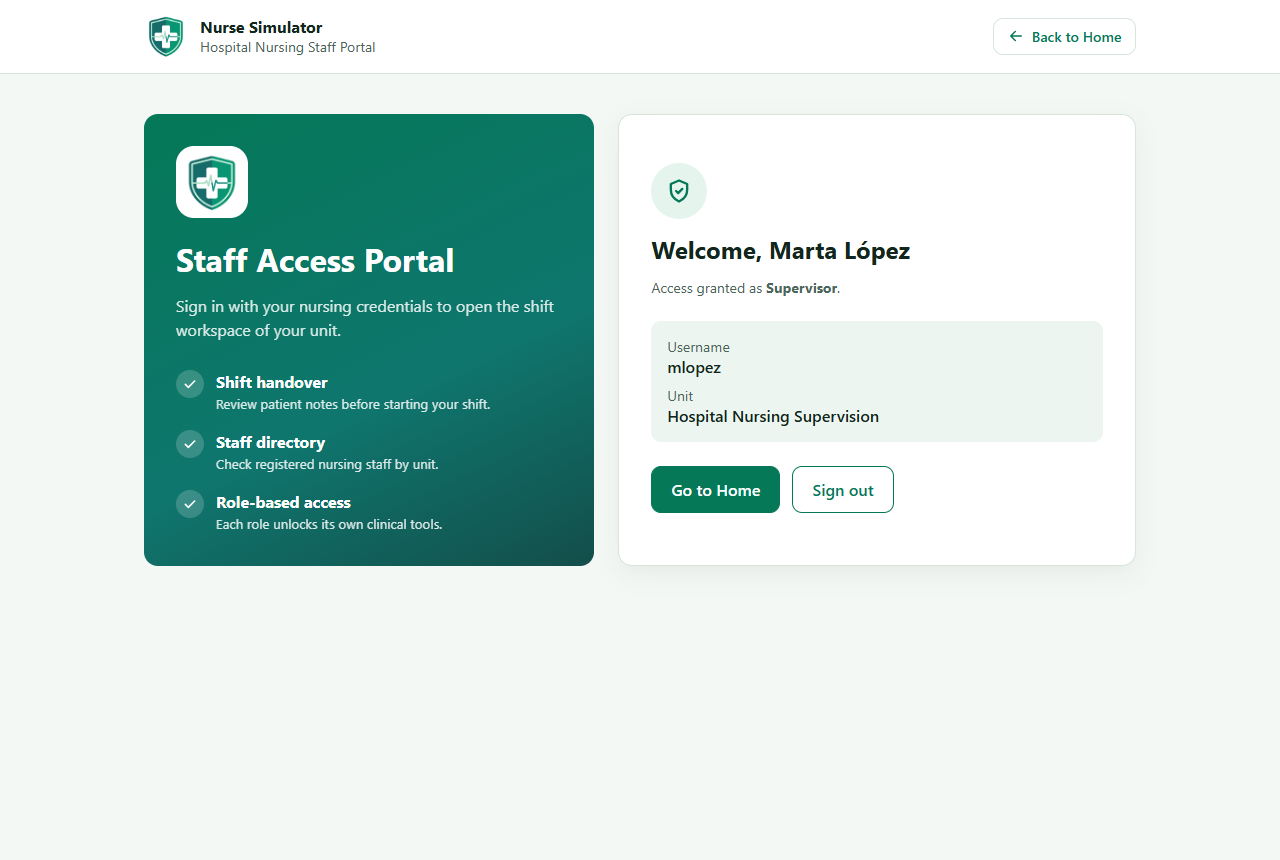 Nurse Simulator
Hospital Nursing Staff Portal
Back to Home
Staff Access Portal
Sign in with your nursing credentials to open the shift
workspace of your unit.
Shift handover
Review patient notes before starting your shift.
Staff directory
Check registered nursing staff by unit.
Role-based access
Each role unlocks its own clinical tools.
Welcome, Marta López
Access granted as Supervisor.
Username
mlopez
Unit
Hospital Nursing Supervision
Go to Home
Sign out